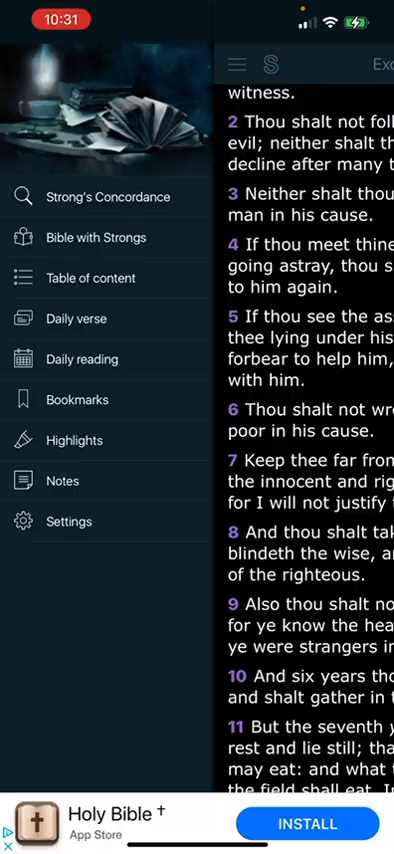 10:31
Strong's Concordance
Bible with Strongs
Table of content
Daily verse
Daily reading
Bookmarks
Highlights
Notes
Settings
S
Exo
witness.
2 Thou shalt not foll
evil; neither shalt th
decline after many t
3 Neither shalt thou
man in his cause.
4 If thou meet thine
going astray, thou s
to him again.
5 If thou see the ass
thee lying under his
forbear to help him,
with him.
6 Thou shalt not wre
poor in his cause.
7 Keep thee far from
the innocent and rig
for I will not justify t
8 And thou shalt tak
blindeth the wise, a
of the righteous.
9 Also thou shalt no
for ye know the hea
ye were strangers i
10 And six years tho
and shalt gather in t
11 But the seventh y
rest and lie still; tha
may eat: and what t
the field shall eat. I
Holy Bible ✝
App Store
INSTALL